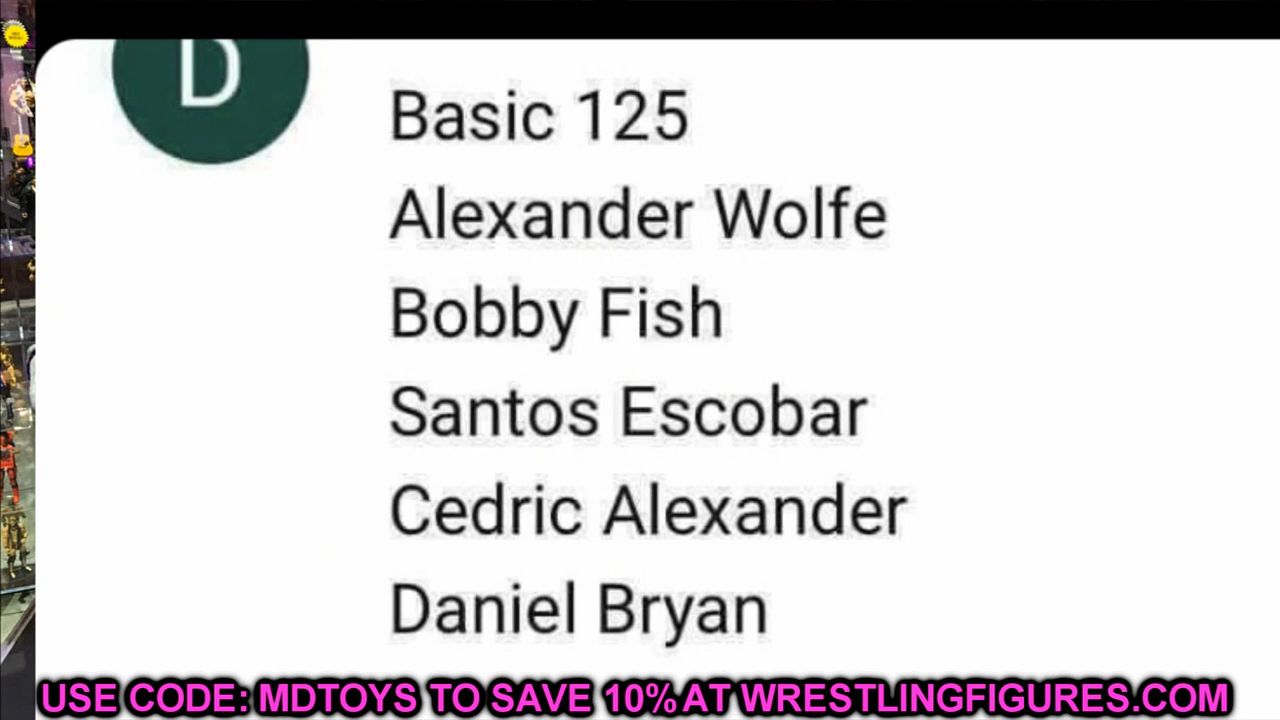 D
Basic 125
Alexander Wolfe
Bobby Fish
Santos Escobar
Cedric Alexander
Daniel Bryan
USE CODE: MDTOYS TO SAVE 10% AT WRESTLINGFIGURES.COM